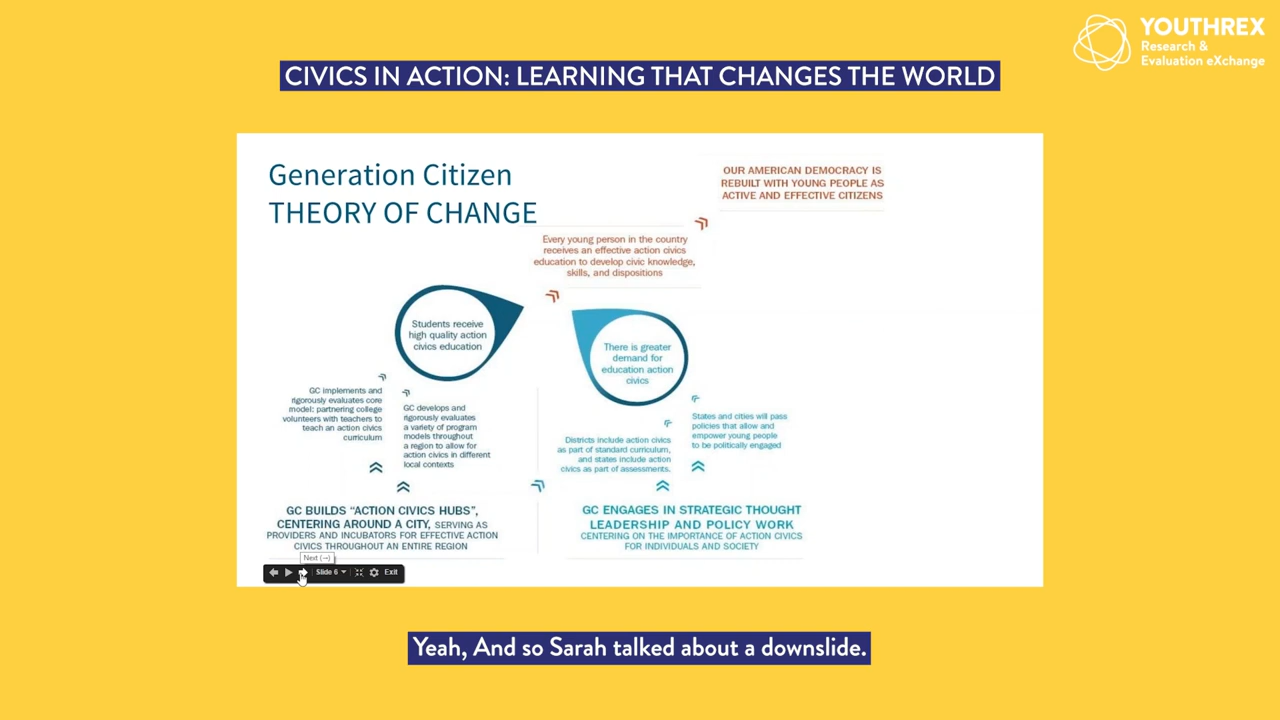 YOUTHREX
Research &
Evaluation eXchange
CIVICS IN ACTION: LEARNING THAT CHANGES THE WORLD
Generation Citizen
THEORY OF CHANGE
OUR AMERICAN DEMOCRACY IS
REBUILT WITH YOUNG PEOPLE AS
ACTIVE AND EFFECTIVE CITIZENS
Every young person in the country
receives an effective action civics
education to develop civic knowledge,
skills, and dispositions
Students receive
high quality action
civics education
There is greater
demand for
education action
civics
GC implements and
rigorously evaluates core
model: partnering college
volunteers with teachers to
teach an action civics
curriculum
GC develops and
rigorously evaluates
a variety of program
models throughout
a region to allow for
action civics in different
local contexts
Districts include action civics
as part of standard curriculum,
and states include action
civics as part of assessments.
States and cities will pass
policies that allow and
empower young people
to be politically engaged
GC BUILDS "ACTION CIVICS HUBS",
CENTERING AROUND A CITY, SERVING AS
PROVIDERS AND INCUBATORS FOR EFFECTIVE ACTION
CIVICS THROUGHOUT AN ENTIRE REGION
GC ENGAGES IN STRATEGIC THOUGHT
LEADERSHIP AND POLICY WORK
CENTERING ON THE IMPORTANCE OF ACTION CIVICS
FOR INDIVIDUALS AND SOCIETY
Next (→)
Slide 6
Exit
Yeah, And so Sarah talked about a downslide.